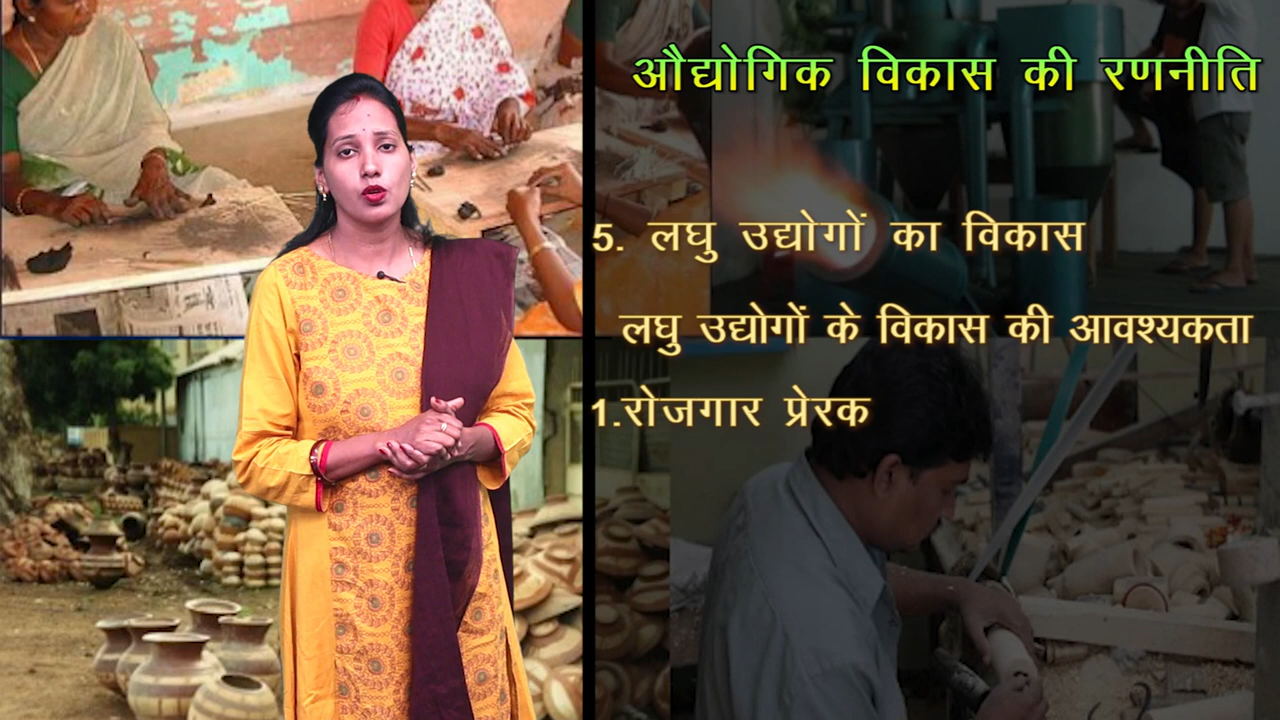 औद्योगिक विकास की रणनीति
5. लघु उद्योगों का विकास
लघु उद्योगों के विकास की आवश्यकता
1.रोजगार प्रेरक